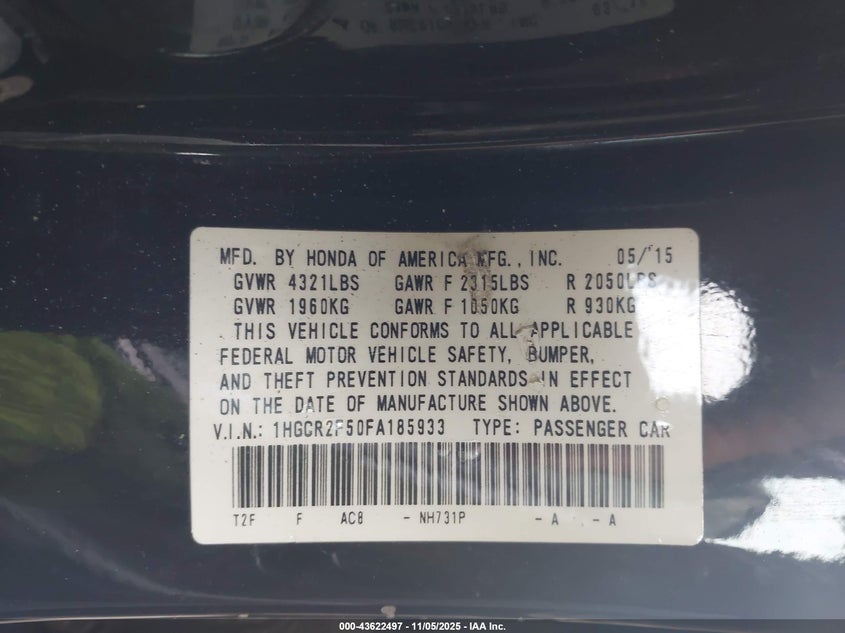 MFD. BY HONDA OF AMERICA MFG., INC. 05/15
GVWR 4321LBS GAWR F 2315LBS R 2050LBS
GVWR 1960KG GAWR F 1050KG R 930KG
THIS VEHICLE CONFORMS TO ALL APPLICABLE
FEDERAL MOTOR VEHICLE SAFETY, BUMPER,
AND THEFT PREVENTION STANDARDS IN EFFECT
ON THE DATE OF MANUFACTURE SHOWN ABOVE.
V.I.N.: 1HGCR2F50FA185933 TYPE: PASSENGER CAR
T2F F AC8 - NH731P - A - A
000-43622497 - 11/05/2025 - IAA Inc.